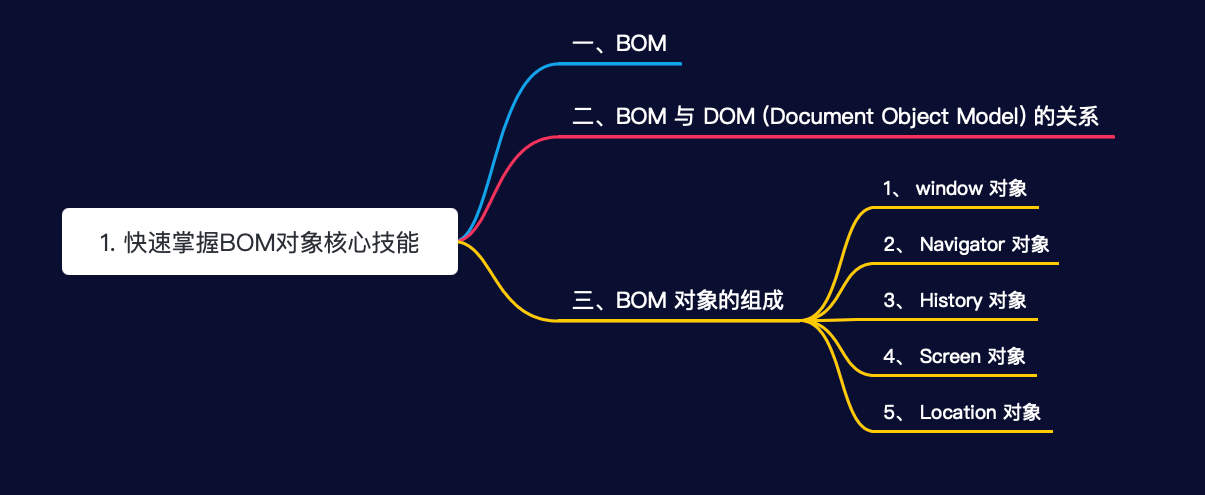 一、BOM
二、BOM 与 DOM (Document Object Model) 的关系
1. 快速掌握BOM对象核心技能
三、BOM 对象的组成
1、 window 对象
2、 Navigator 对象
3、 History 对象
4、 Screen 对象
5、 Location 对象